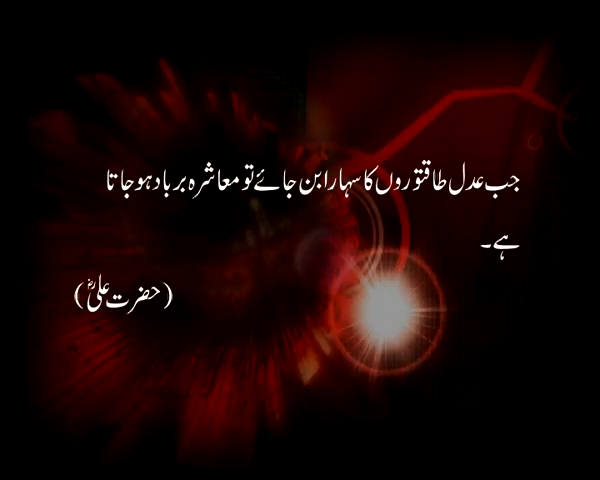 جب عدل طاقتوروں کا سہارا بن جائے تو معاشرہ برباد ہو جاتا
ہے۔
(حضرت علیؓ)